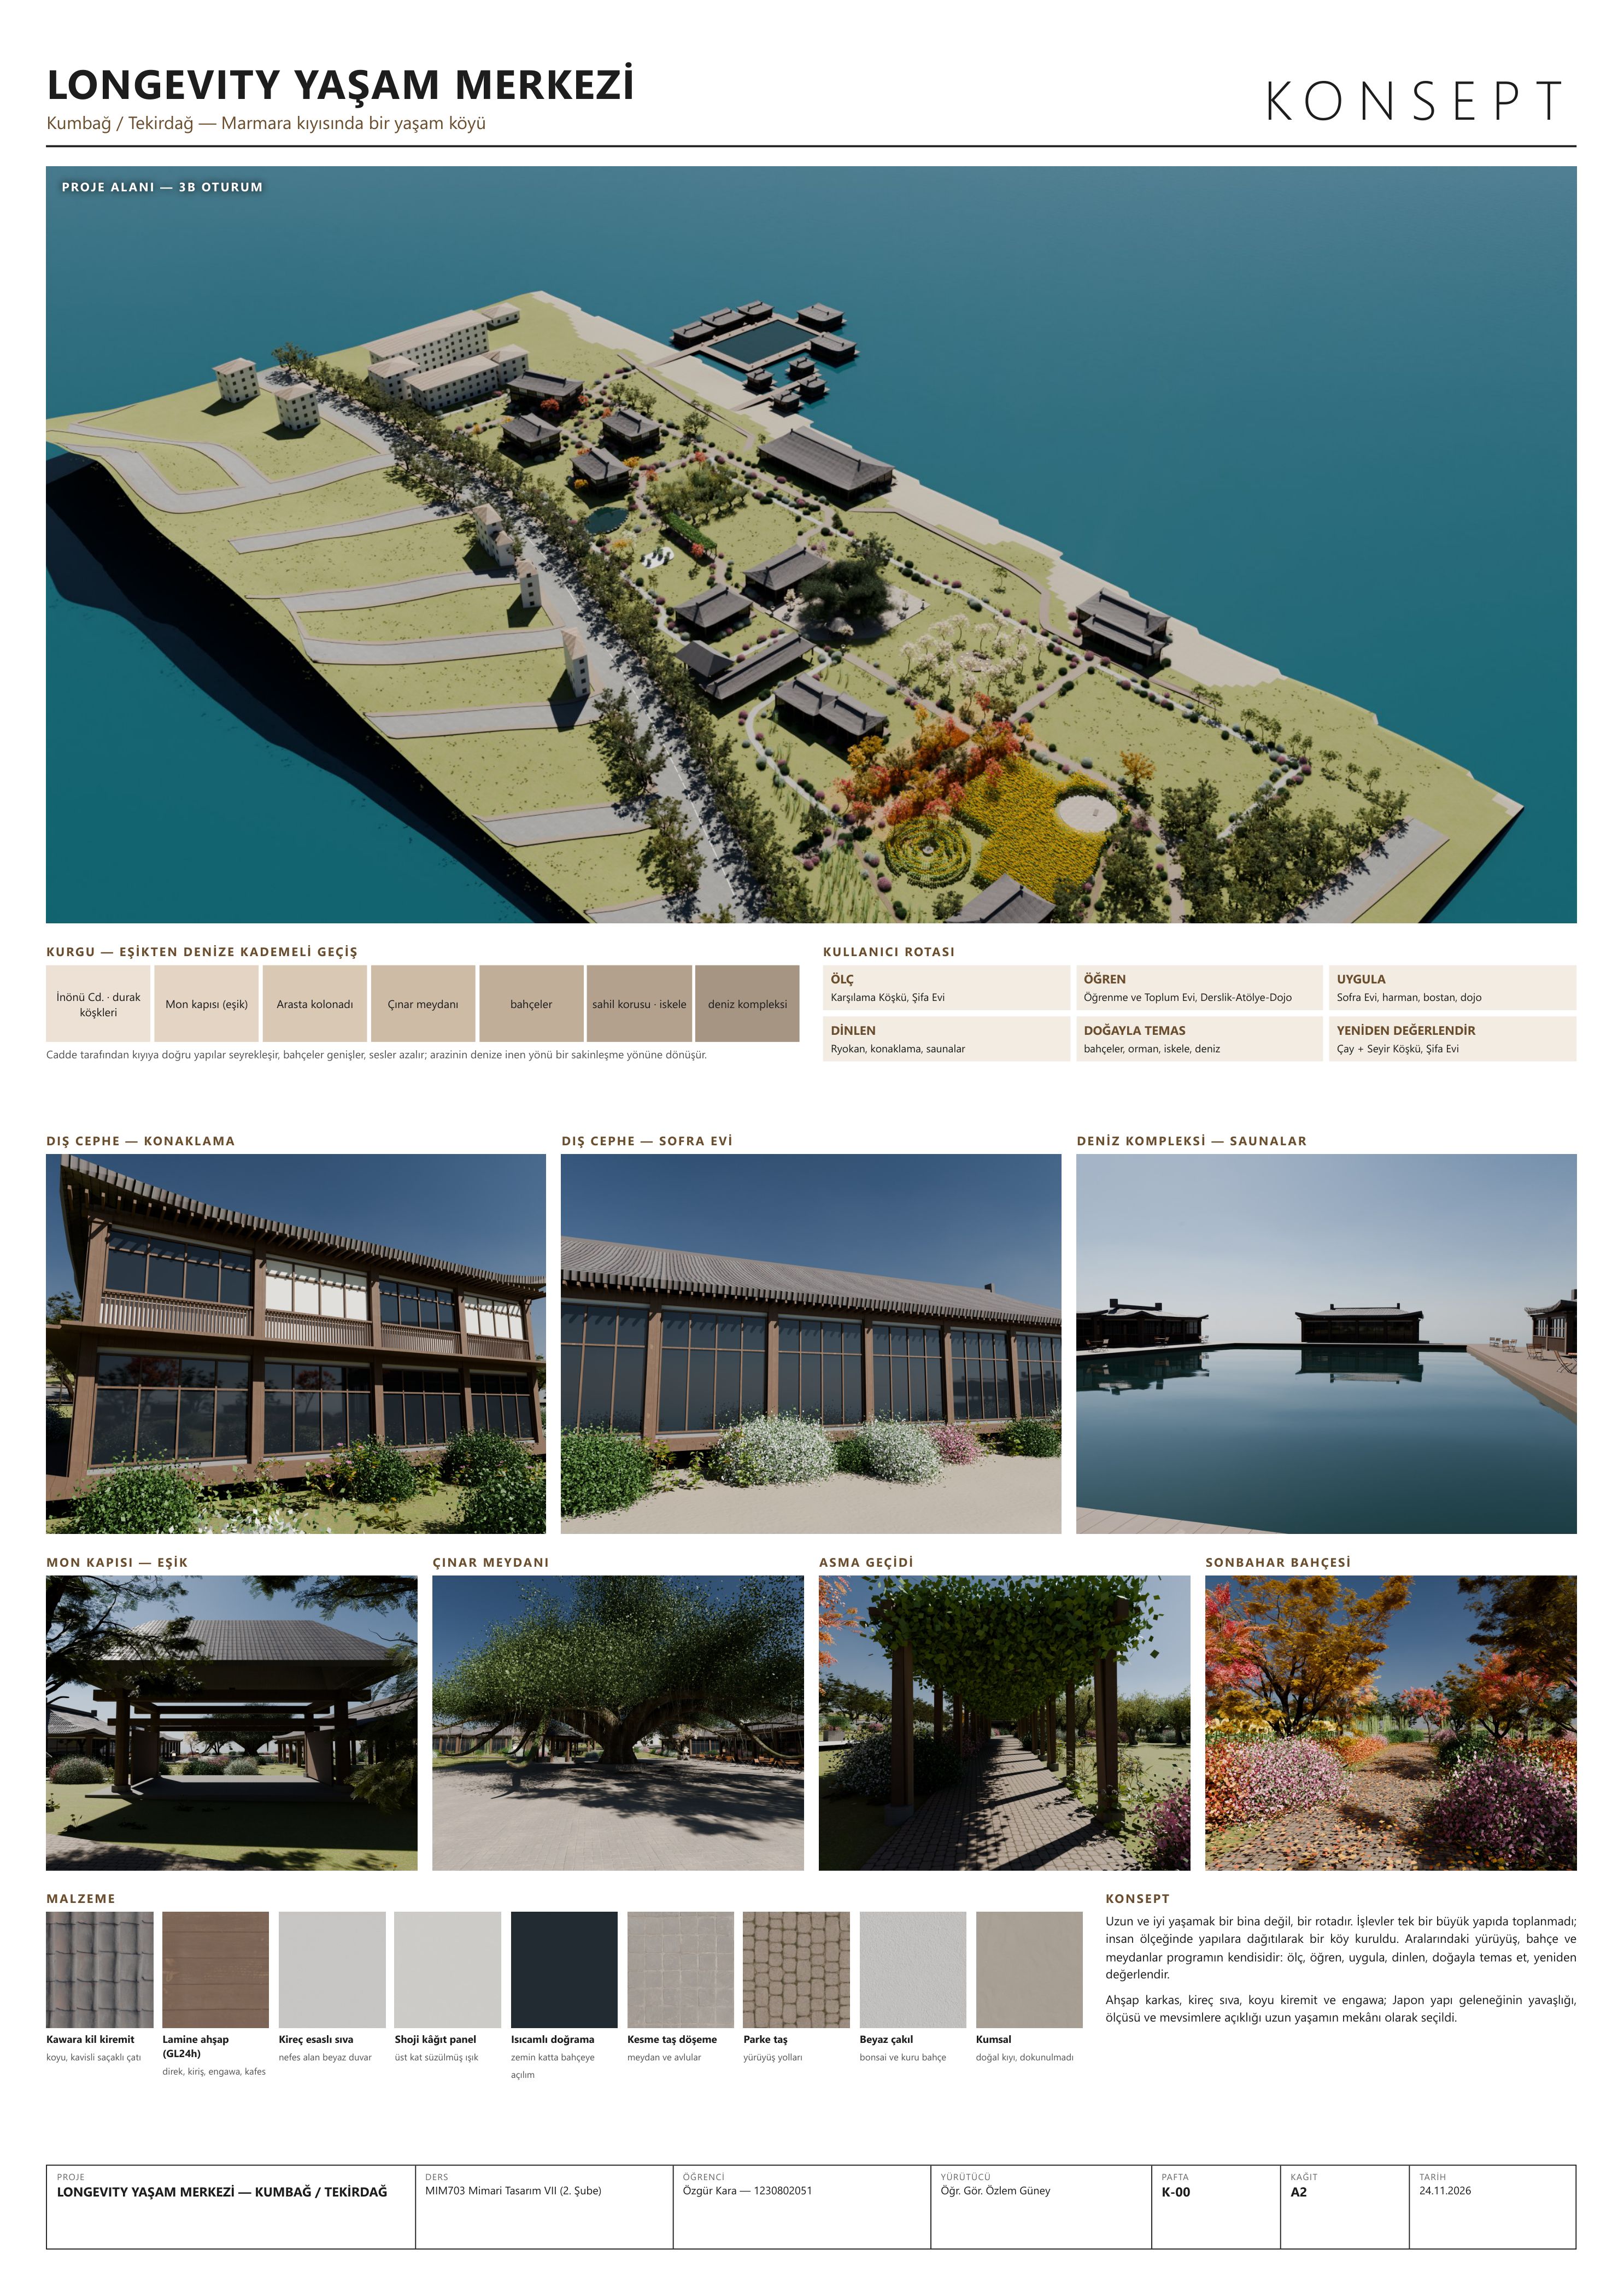 LONGEVITY YAŞAM MERKEZİ
Kumbağ / Tekirdağ — Marmara kıyısında bir yaşam köyü
KONSEPT
PROJE ALANI — 3B OTURUM
KURGU — EŞİKTEN DENİZE KADEMELİ GEÇİŞ
İnönü Cd. · durak
köşkleri
Mon kapısı (eşik)
Arasta kolonadı
Çınar meydanı
bahçeler
sahil korusu · iskele
deniz kompleksi
Cadde tarafından kıyıya doğru yapılar seyrekleşir, bahçeler genişler, sesler azalır; arazinin denize inen yönü bir sakinleşme yönüne dönüşür.
KULLANICI ROTASI
ÖLÇ
Karşılama Köşkü, Şifa Evi
ÖĞREN
Öğrenme ve Toplum Evi, Derslik-Atölye-Dojo
UYGULA
Sofra Evi, harman, bostan, dojo
DİNLEN
Ryokan, konaklama, saunalar
DOĞAYLA TEMAS
bahçeler, orman, iskele, deniz
YENİDEN DEĞERLENDİR
Çay + Seyir Köşkü, Şifa Evi
DIŞ CEPHE — KONAKLAMA
DIŞ CEPHE — SOFRA EVİ
DENİZ KOMPLEKSİ — SAUNALAR
MON KAPISI — EŞİK
ÇINAR MEYDANI
ASMA GEÇİDİ
SONBAHAR BAHÇESİ
MALZEME
Kawara kil kiremit
koyu, kavisli saçaklı çatı
Lamine ahşap
(GL24h)
direk, kiriş, engawa, kafes
Kireç esaslı sıva
nefes alan beyaz duvar
Shoji kâğıt panel
üst kat süzülmüş ışık
Isıcamlı doğrama
zemin katta bahçeye
açılım
Kesme taş döşeme
meydan ve avlular
Parke taş
yürüyüş yolları
Beyaz çakıl
bonsai ve kuru bahçe
Kumsal
doğal kıyı, dokunulmadı
KONSEPT
Uzun ve iyi yaşamak bir bina değil, bir rotadır. İşlevler tek bir büyük yapıda toplanmadı;
insan ölçeğinde yapılara dağıtılarak bir köy kuruldu. Aralarındaki yürüyüş, bahçe ve
meydanlar programın kendisidir: ölç, öğren, uygula, dinlen, doğayla temas et, yeniden
değerlendir.
Ahşap karkas, kireç sıva, koyu kiremit ve engawa; Japon yapı geleneğinin yavaşlığı,
ölçüsü ve mevsimlere açıklığı uzun yaşamın mekânı olarak seçildi.
PROJE
LONGEVITY YAŞAM MERKEZİ — KUMBAĞ / TEKİRDAĞ
DERS
MIM703 Mimari Tasarım VII (2. Şube)
ÖĞRENCİ
Özgür Kara — 1230802051
YÜRÜTÜCÜ
Öğr. Gör. Özlem Güney
PAFTA
K-00
KAĞIT
A2
TARİH
24.11.2026